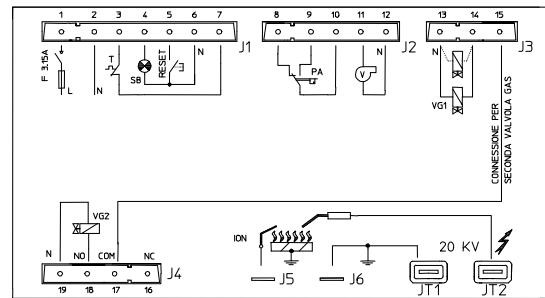 1 2 3 4 5 6 7
J1
8 9 10 11 12
J2
13 14 15
J3
F 3.15A
L
N
T
SB
RESET
N
PA
V
N
N
VG1
CONNESSIONE PER
SECONDA VALVOLA GAS
VG2
N NO COM NC
J4
19 18 17 16
ION
J5
J6
20 KV
JT1
JT2